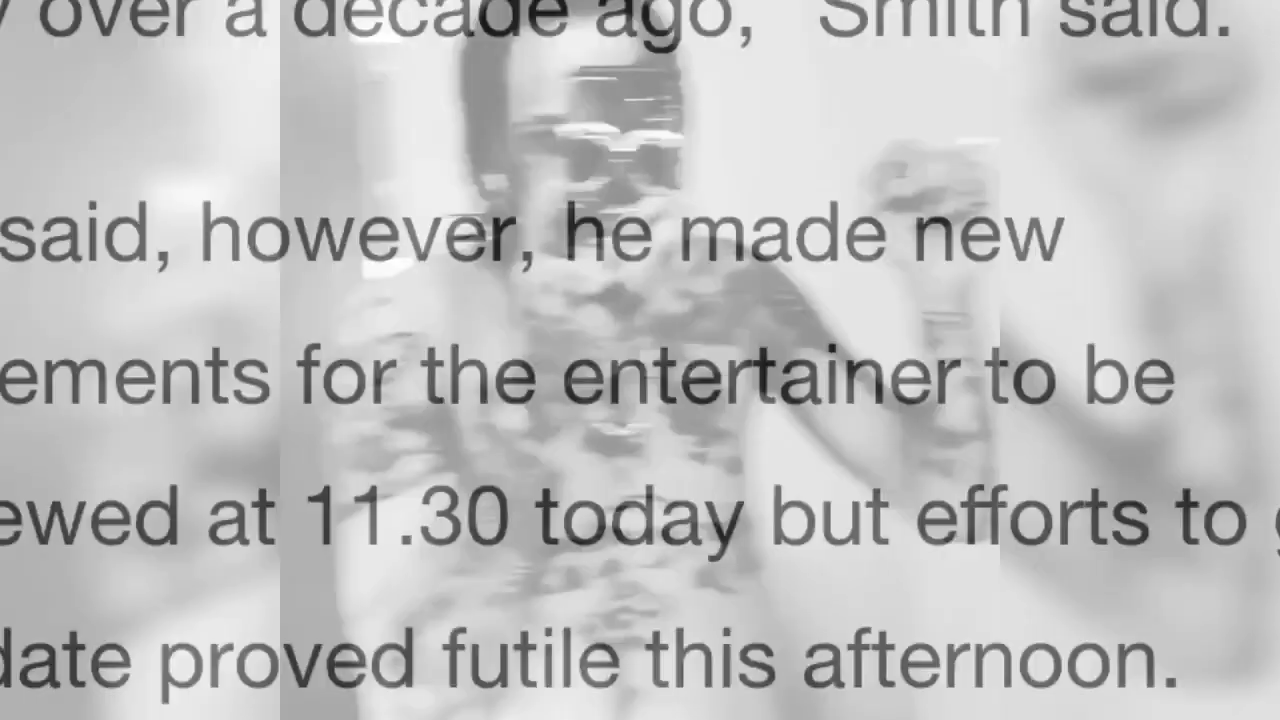 over a decade ago," Smith said.
said, however, he made new
ements for the entertainer to be
ewed at 11.30 today but efforts to
date proved futile this afternoon.